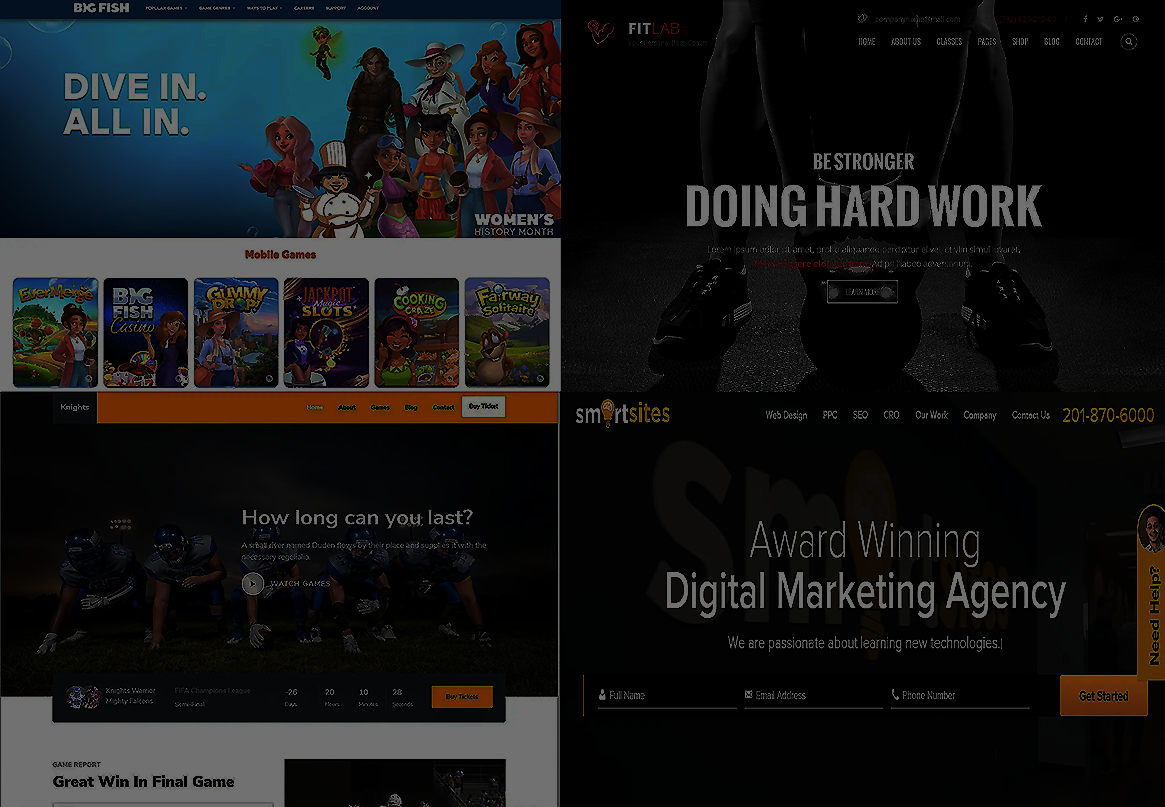 BIG FISH
POPULAR GAMES GAME GENRES WAYS TO PLAY CAREERS SUPPORT ACCOUNT
DIVE IN.
ALL IN.
WOMEN'S
HISTORY MONTH
Mobile Games
EverMerge
BIG FISH Casino
GUMMY DROP!
JACKPOT Magic SLOTS
COOKING CRAZE
Fairway Solitaire
FITLAB
HOME ABOUT US CLASSES PAGES SHOP BLOG CONTACT
BE STRONGER
DOING HARD WORK
LEARN MORE
Knights
Home About Games Blog Contact Buy Ticket
How long can you last?
A small river named Duden flows by their place and supplies it with the
necessary regelialia.
WATCH GAMES
Knights Warrior
Mighty Falcons
FIFA Champions League
Semi-Final
-26 20 10 28
Days Hours Minutes Seconds
Buy Tickets
GAME REPORT
Great Win In Final Game
smartsites
Web Design PPC SEO CRO Our Work Company Contact Us 201-870-6000
Award Winning
Digital Marketing Agency
We are passionate about learning new technologies.
Full Name Email Address Phone Number Get Started
Need Help?